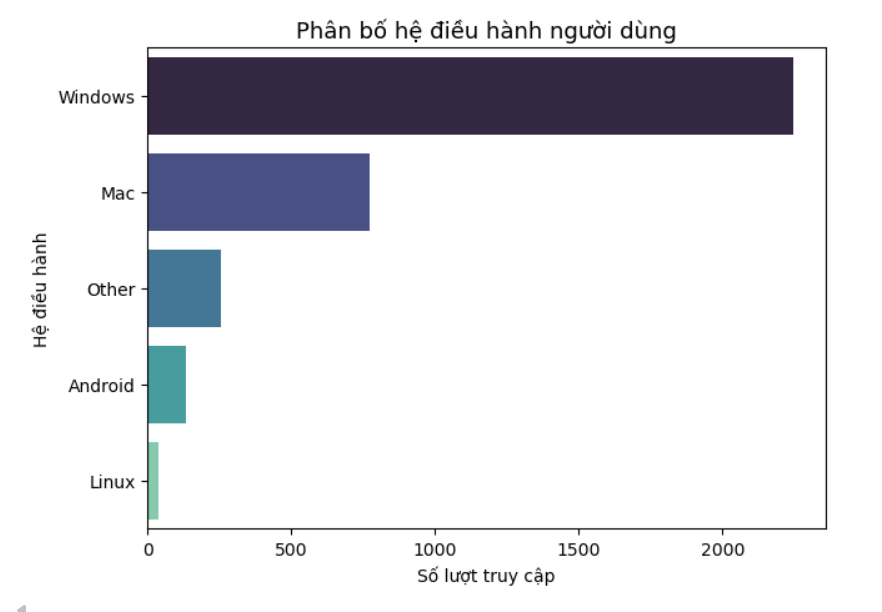 Phân bố hệ điều hành người dùng
Hệ điều hành
Windows
Mac
Other
Android
Linux
0 500 1000 1500 2000
Số lượt truy cập